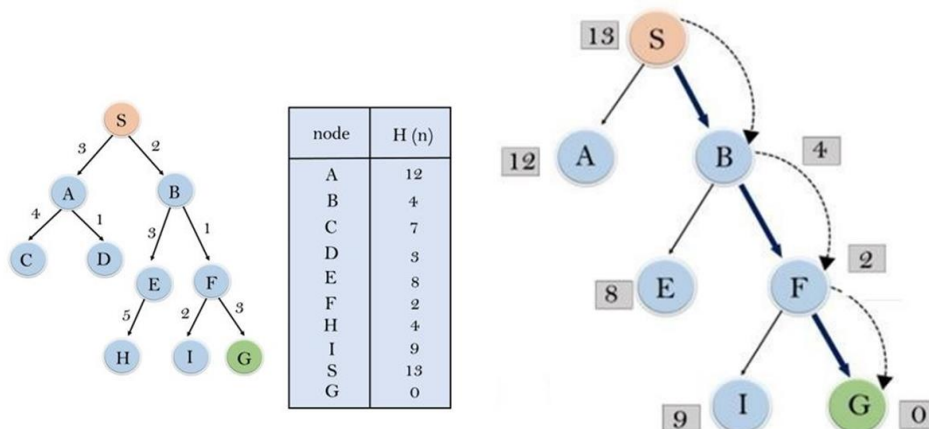 S
3 2
A B
4 1 3 1
C D
E F
5 2 3
H I G
node H (n)
A 12
B 4
C 7
D 3
E 8
F 2
H 4
I 9
S 13
G 0
13 S
12 A B 4
8 E F 2
9 I G 0